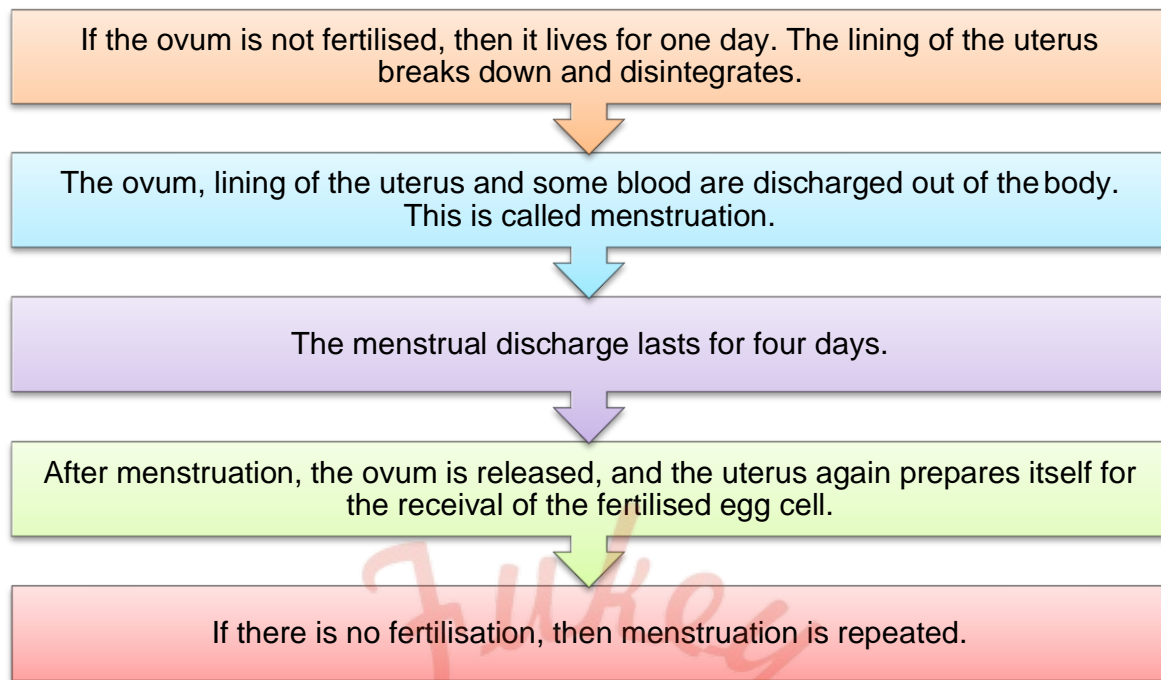 If the ovum is not fertilised, then it lives for one day. The lining of the uterus
breaks down and disintegrates.
The ovum, lining of the uterus and some blood are discharged out of the body.
This is called menstruation.
The menstrual discharge lasts for four days.
After menstruation, the ovum is released, and the uterus again prepares itself for
the receival of the fertilised egg cell.
If there is no fertilisation, then menstruation is repeated.